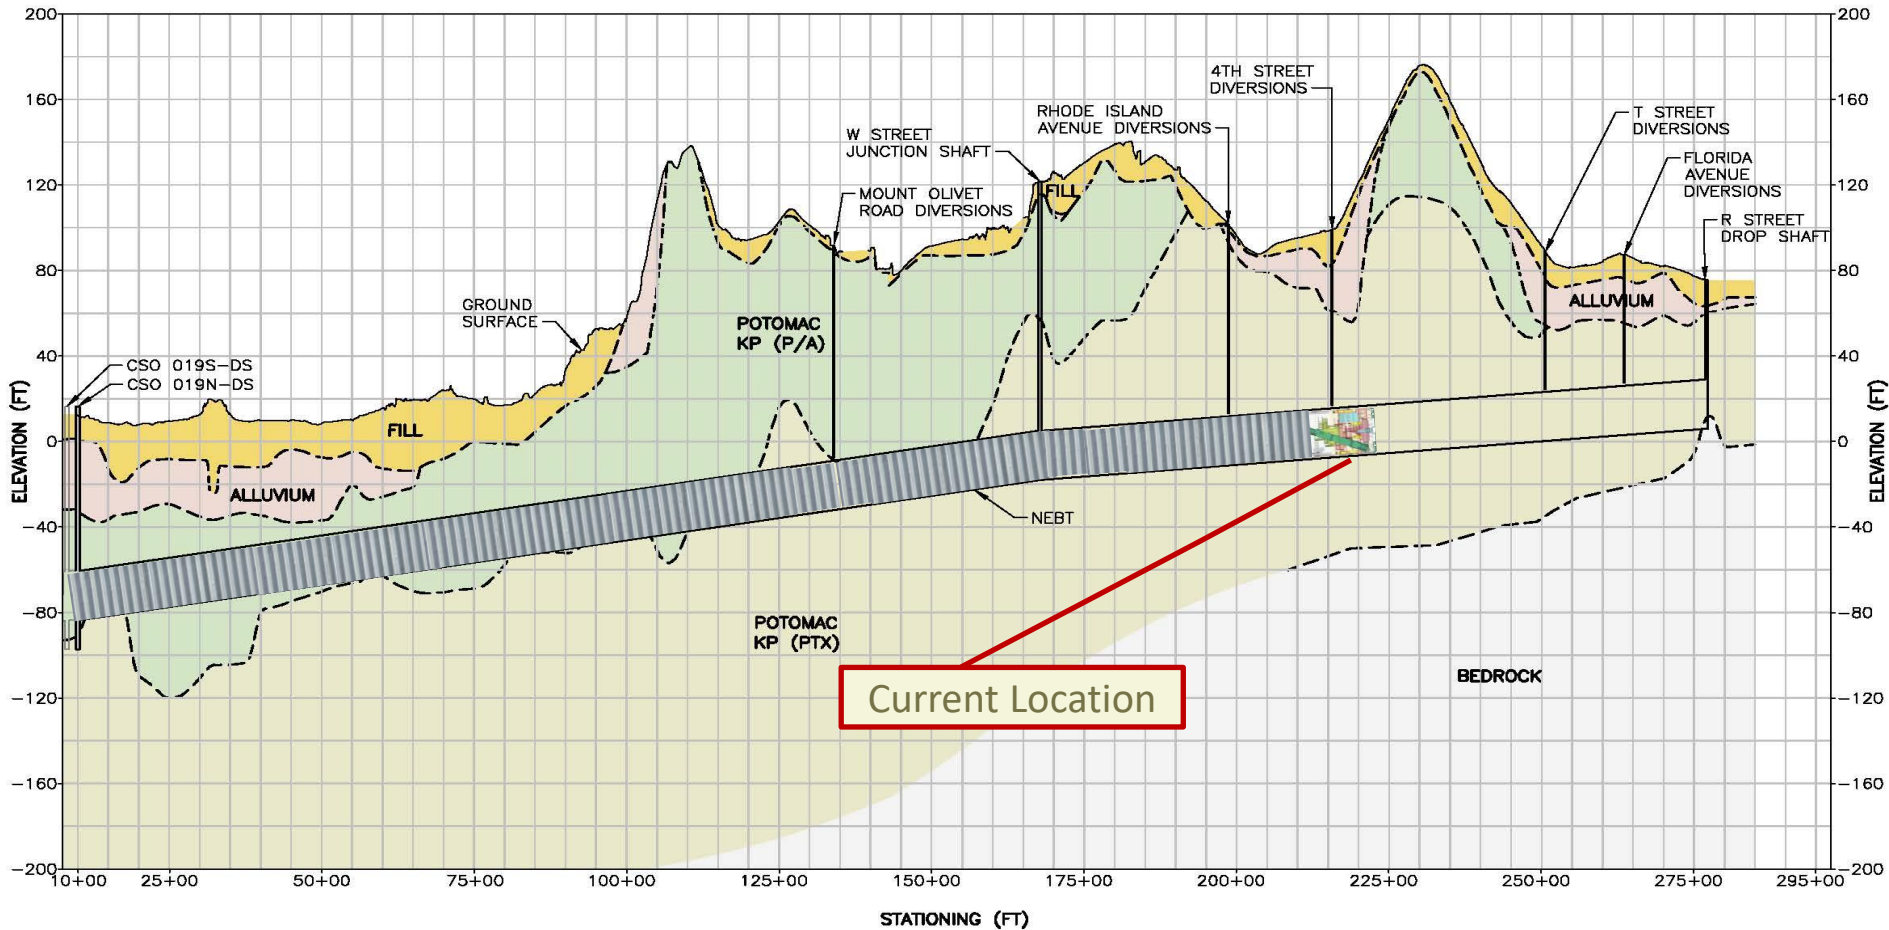 200
160
120
80
40
0
−40
−80
−120
−160
−200
ELEVATION (FT)
200
160
120
80
40
0
−40
−80
−120
−160
−200
ELEVATION (FT)
10+00
25+00
50+00
75+00
100+00
125+00
150+00
175+00
200+00
225+00
250+00
275+00
295+00
STATIONING (FT)
CSO 019S-DS
CSO 019N-DS
GROUND
SURFACE
FILL
ALLUVIUM
POTOMAC
KP (P/A)
MOUNT OLIVET
ROAD DIVERSIONS
W STREET
JUNCTION SHAFT
FILL
RHODE ISLAND
AVENUE DIVERSIONS
4TH STREET
DIVERSIONS
T STREET
DIVERSIONS
FLORIDA
AVENUE
DIVERSIONS
R STREET
DROP SHAFT
ALLUVIUM
NEBT
POTOMAC
KP (PTX)
Current Location
BEDROCK